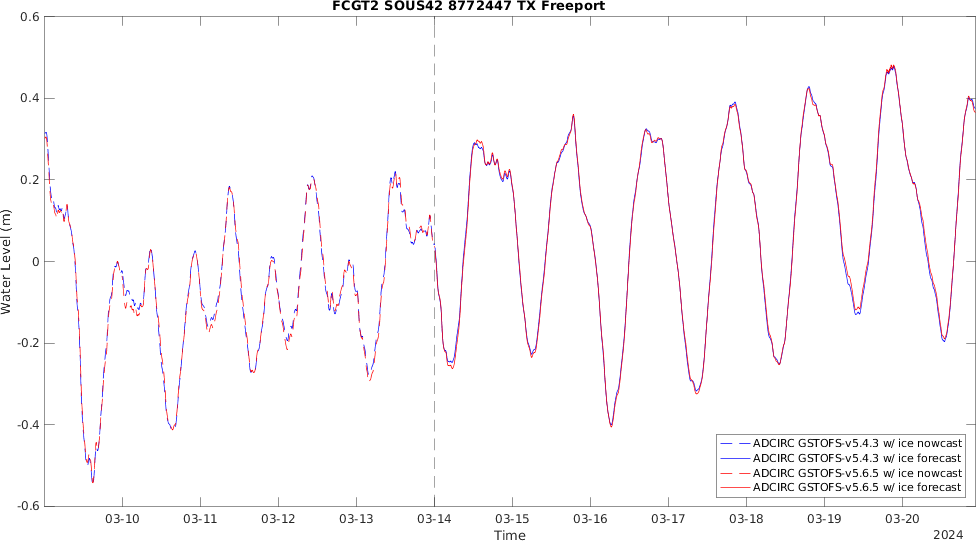 FCGT2 SOUS42 8772447 TX Freeport
0.6
0.4
0.2
0
-0.2
-0.4
-0.6
Water Level (m)
ADCIRC GSTOFS-v5.4.3 w/ ice nowcast
ADCIRC GSTOFS-v5.4.3 w/ ice forecast
ADCIRC GSTOFS-v5.6.5 w/ ice nowcast
ADCIRC GSTOFS-v5.6.5 w/ ice forecast
03-10 03-11 03-12 03-13 03-14 03-15 03-16 03-17 03-18 03-19 03-20
Time
2024